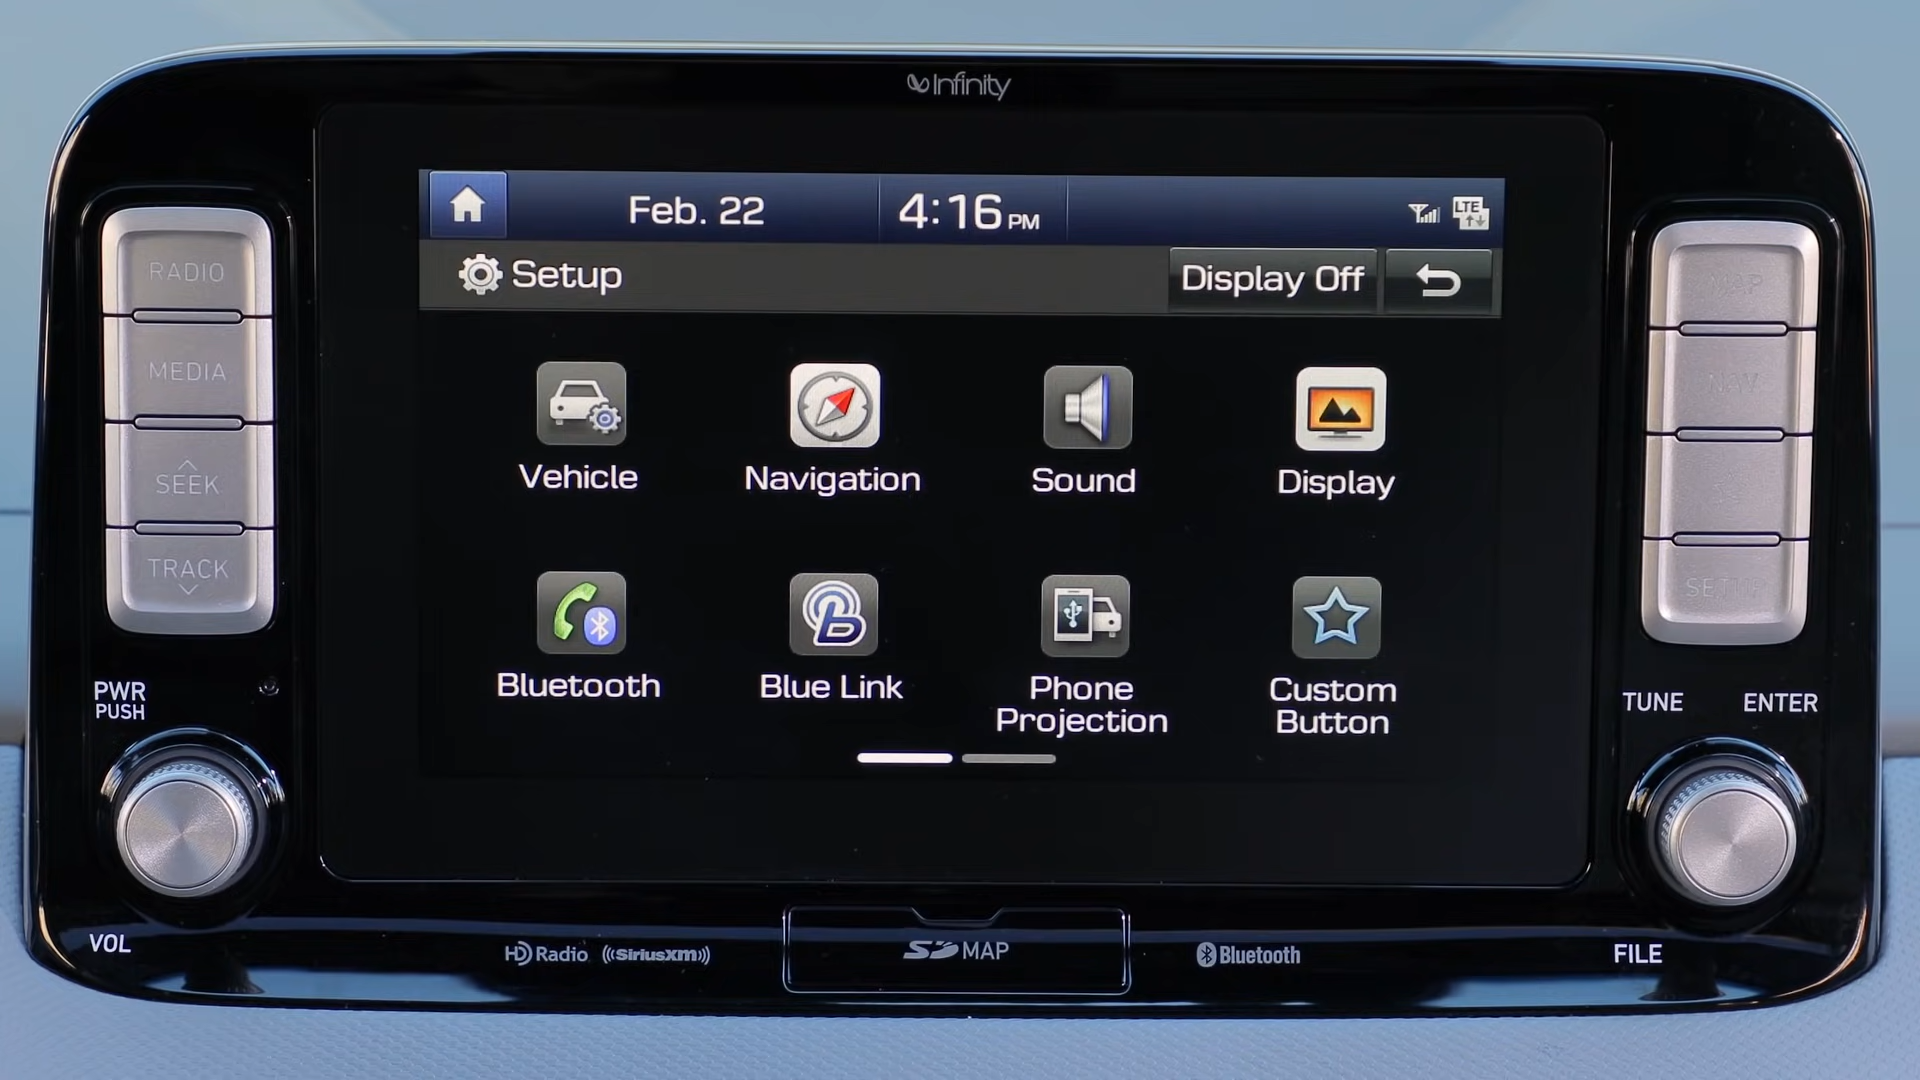 Infinity
Feb. 22
4:16 PM
LTE
Setup
Display Off
RADIO
MEDIA
SEEK
TRACK
Vehicle
Navigation
Sound
Display
Bluetooth
Blue Link
Phone
Projection
Custom
Button
NAV
SETUP
PWR
PUSH
TUNE
ENTER
VOL
HD Radio
((SiriusXM))
SD MAP
Bluetooth
FILE